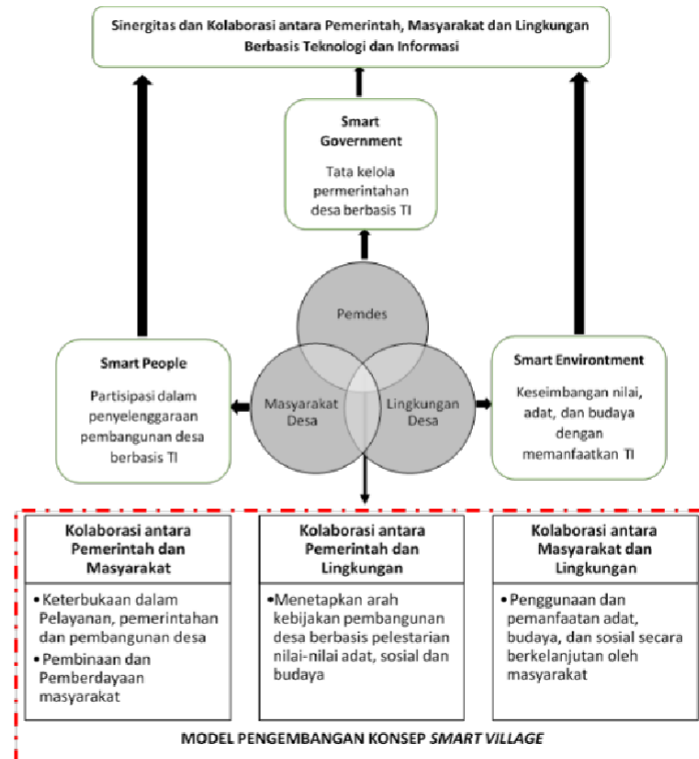 Sinergitas dan Kolaborasi antara Pemerintah, Masyarakat dan Lingkungan
Berbasis Teknologi dan Informasi
Smart
Government
Tata kelola
permerintahan
desa berbasis TI
Pemdes
Smart People
Partisipasi dalam
penyelenggaraan
pembangunan desa
berbasis TI
Masyarakat
Desa
Lingkungan
Desa
Smart Environtment
Keseimbangan nilai,
adat, dan budaya
dengan
memanfaatkan TI
Kolaborasi antara
Pemerintah dan
Masyarakat
•Keterbukaan dalam
Pelayanan, pemerintahan
dan pembangunan desa
•Pembinaan dan
Pemberdayaan
masyarakat
Kolaborasi antara
Pemerintah dan
Lingkungan
•Menetapkan arah
kebijakan pembangunan
desa berbasis pelestarian
nilai-nilai adat, sosial dan
budaya
Kolaborasi antara
Masyarakat dan
Lingkungan
•Penggunaan dan
pemanfaatan adat,
budaya, dan sosial secara
berkelanjutan oleh
masyarakat
MODEL PENGEMBANGAN KONSEP SMART VILLAGE